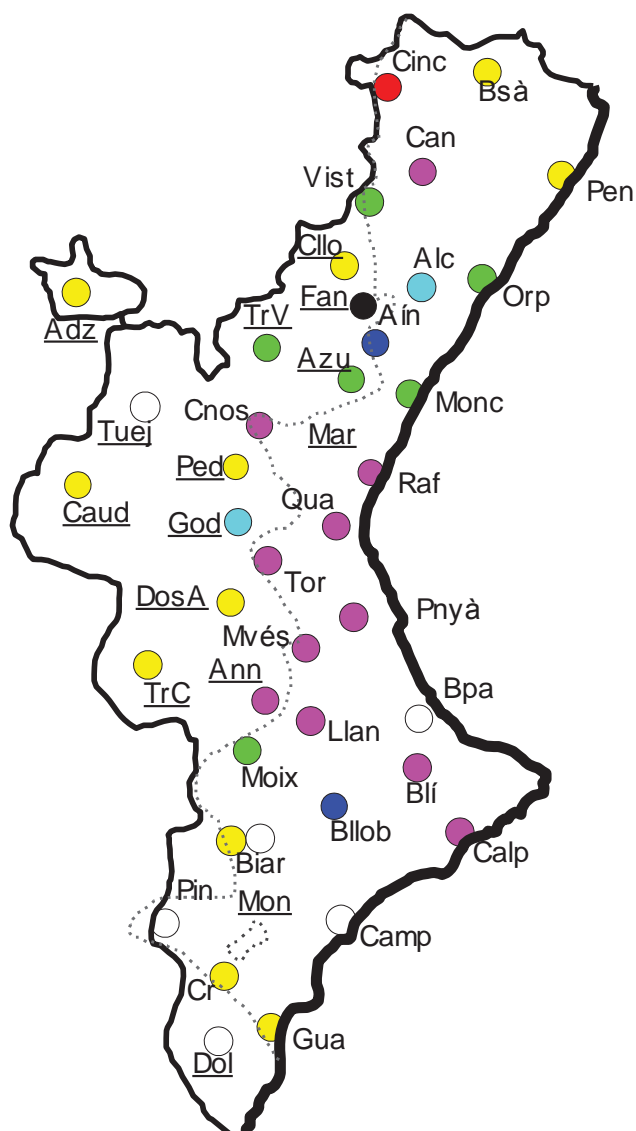 Cinc
Bsà
Can
Pen
Vist
Cllo
Alc
Fan
Orp
Adz
TrV
Aín
Azu
Monc
Cnos
Mar
Tuej
Ped
Raf
Caud
Qua
God
Tor
DosA
Pnyà
Mvés
Ann
TrC
Bpa
Llan
Moix
Blí
Bllob
Calp
Biar
Pin
Mon
Camp
Cr
Gua
Dol